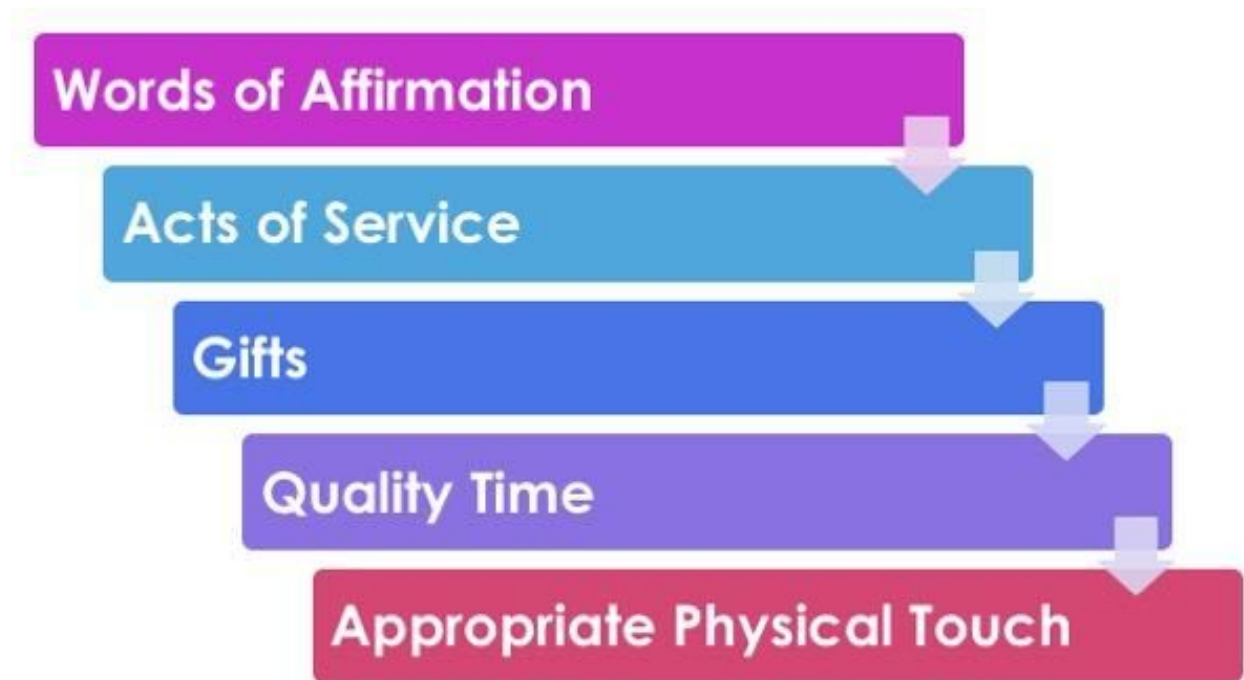 Words of Affirmation
Acts of Service
Gifts
Quality Time
Appropriate Physical Touch